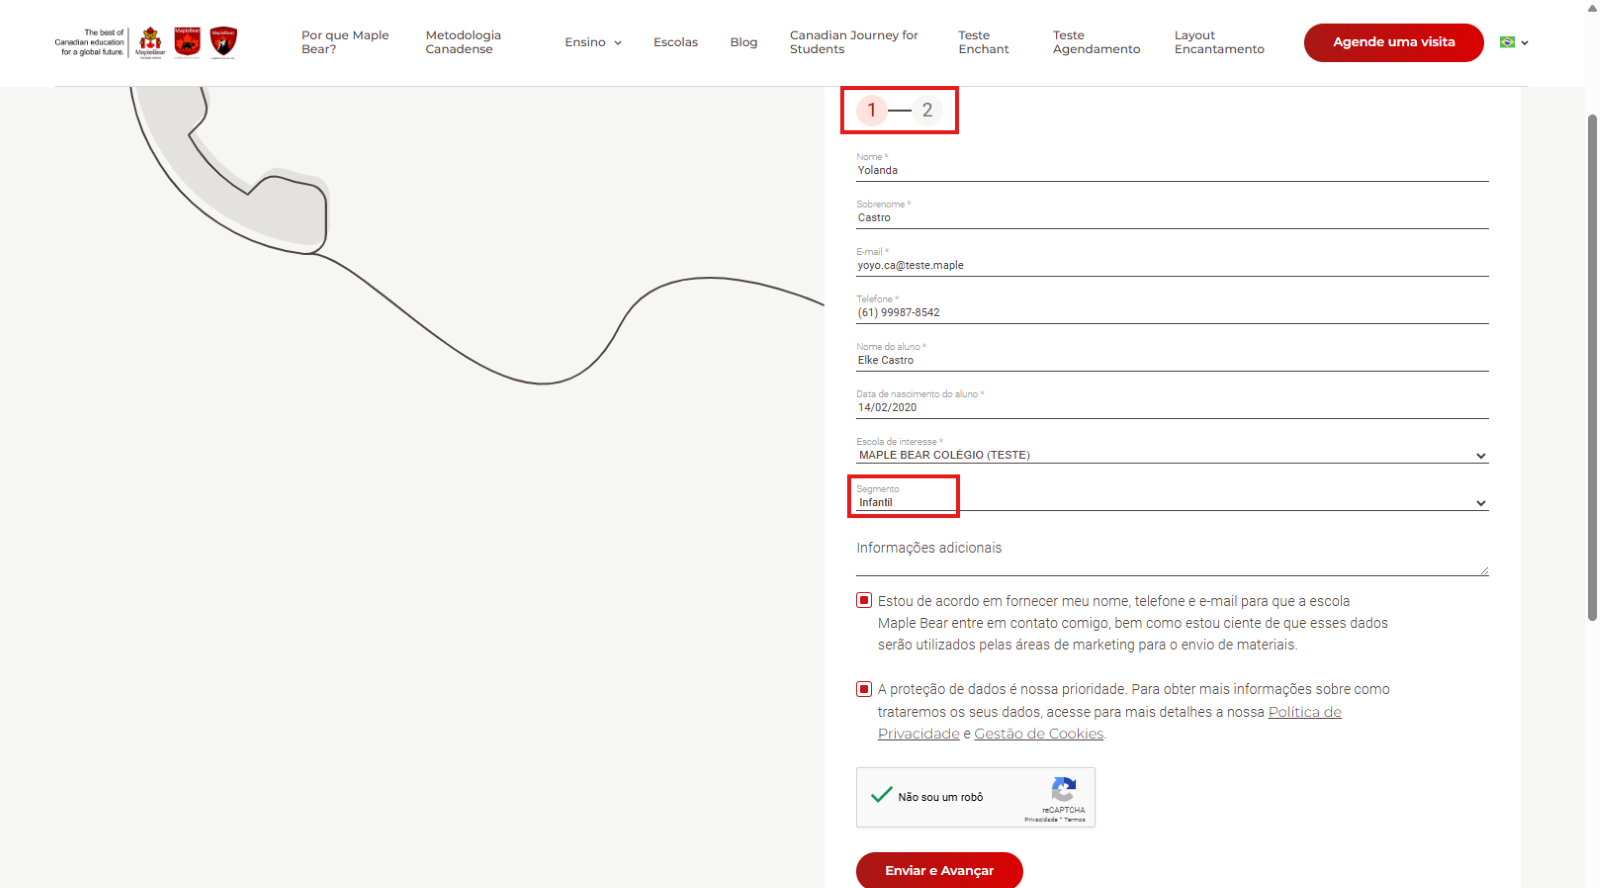 The best of
Canadian education
for a global future.
MapleBear
Por que Maple
Bear?
Metodologia
Canadense
Ensino
Escolas
Blog
Canadian Journey for
Students
Teste
Enchant
Teste
Agendamento
Layout
Encantamento
Agende uma visita
1
2
Nome *
Yolanda
Sobrenome *
Castro
E-mail *
yoyo.ca@teste.maple
Telefone *
(61) 99987-8542
Nome do aluno *
Elke Castro
Data de nascimento do aluno *
14/02/2020
Escola de interesse *
MAPLE BEAR COLÉGIO (TESTE)
Segmento
Infantil
Informações adicionais
Estou de acordo em fornecer meu nome, telefone e e-mail para que a escola
Maple Bear entre em contato comigo, bem como estou ciente de que esses dados
serão utilizados pelas áreas de marketing para o envio de materiais.
A proteção de dados é nossa prioridade. Para obter mais informações sobre como
trataremos os seus dados, acesse para mais detalhes a nossa Política de
Privacidade e Gestão de Cookies.
Não sou um robô
reCAPTCHA
Privacidade * Termos
Enviar e Avançar